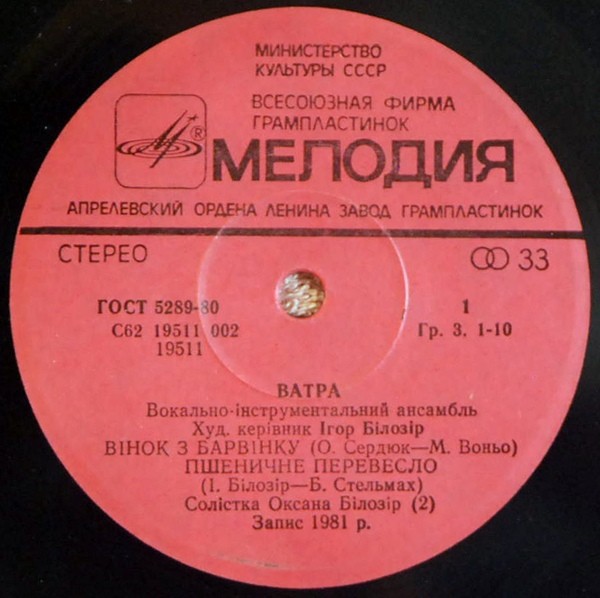 МИНИСТЕРСТВО
КУЛЬТУРЫ СССР
ВСЕСОЮЗНАЯ ФИРМА
ГРАМПЛАСТИНОК
® МЕЛОДИЯ
АПРЕЛЕВСКИЙ ОРДЕНА ЛЕНИНА ЗАВОД ГРАМПЛАСТИНОК
СТЕРЕО 33
ГОСТ 5289-80 1
С62 19511 002 Гр. 3. 1-10
19511
ВАТРА
Вокально-інструментальний ансамбль
Худ. керівник Ігор Білозір
ВІНОК З БАРВІНКУ (О. Сердюк—М. Воньо)
ПШЕНИЧНЕ ПЕРЕВЕСЛО
(І. Білозір—Б. Стельмах)
Солістка Оксана Білозір (2)
Запис 1981 р.